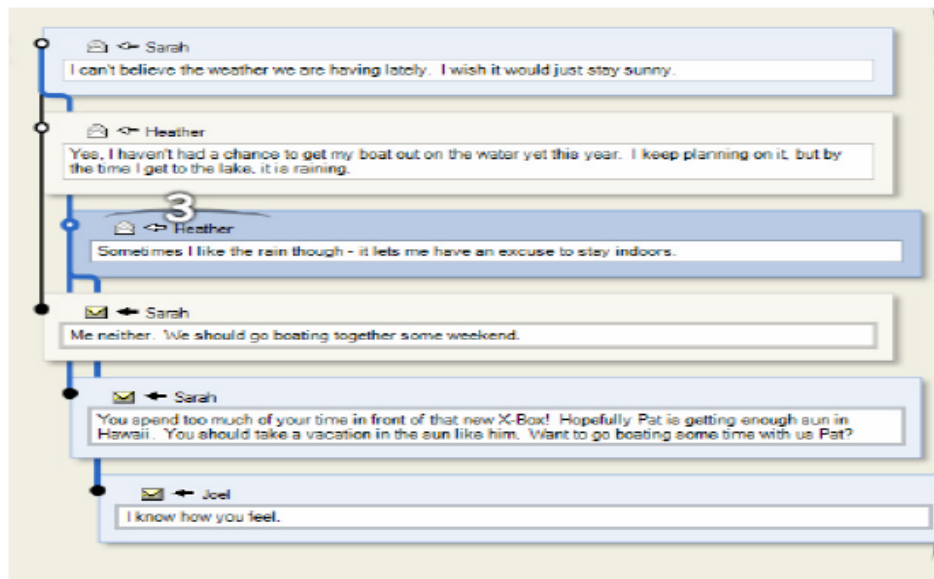 Sarah
I can't believe the weather we are having lately. I wish it would just stay sunny.
Heather
Yes, I haven't had a chance to get my boat out on the water yet this year. I keep planning on it, but by
the time I get to the lake, it is raining.
3
Heather
Sometimes I like the rain though - it lets me have an excuse to stay indoors.
Sarah
Me neither. We should go boating together some weekend.
Sarah
You spend too much of your time in front of that new X-Box! Hopefully Pat is getting enough sun in
Hawaii. You should take a vacation in the sun like him. Want to go boating some time with us Pat?
Joel
I know how you feel.